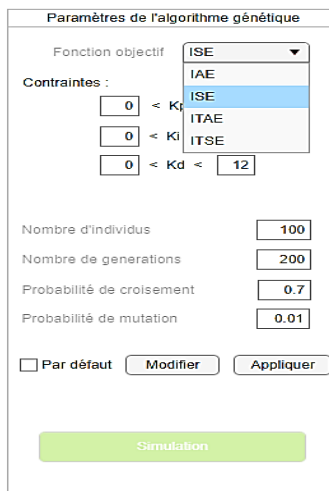 Paramètres de l'algorithme génétique
Fonction objectif ISE
IAE
Contraintes :
ISE
0 < Kp
ITAE
0 < Ki
ITSE
0 < Kd < 12
Nombre d'individus 100
Nombre de generations 200
Probabilité de croisement 0.7
Probabilité de mutation 0.01
Par défaut Modifier Appliquer
Simulation